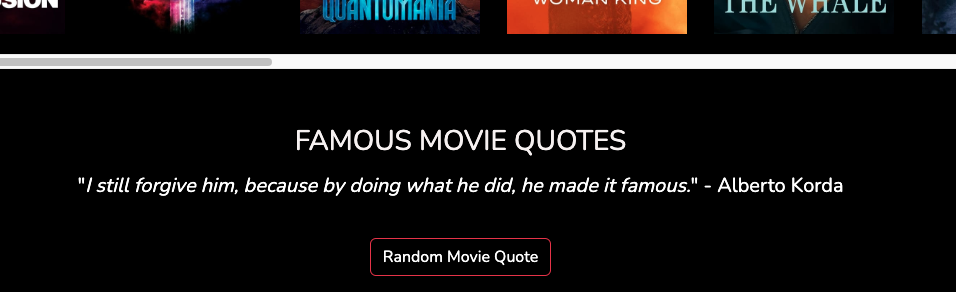 SION
QUANTUMANIA
WOMAN KING
THE WHALE
FAMOUS MOVIE QUOTES
"I still forgive him, because by doing what he did, he made it famous." - Alberto Korda
Random Movie Quote